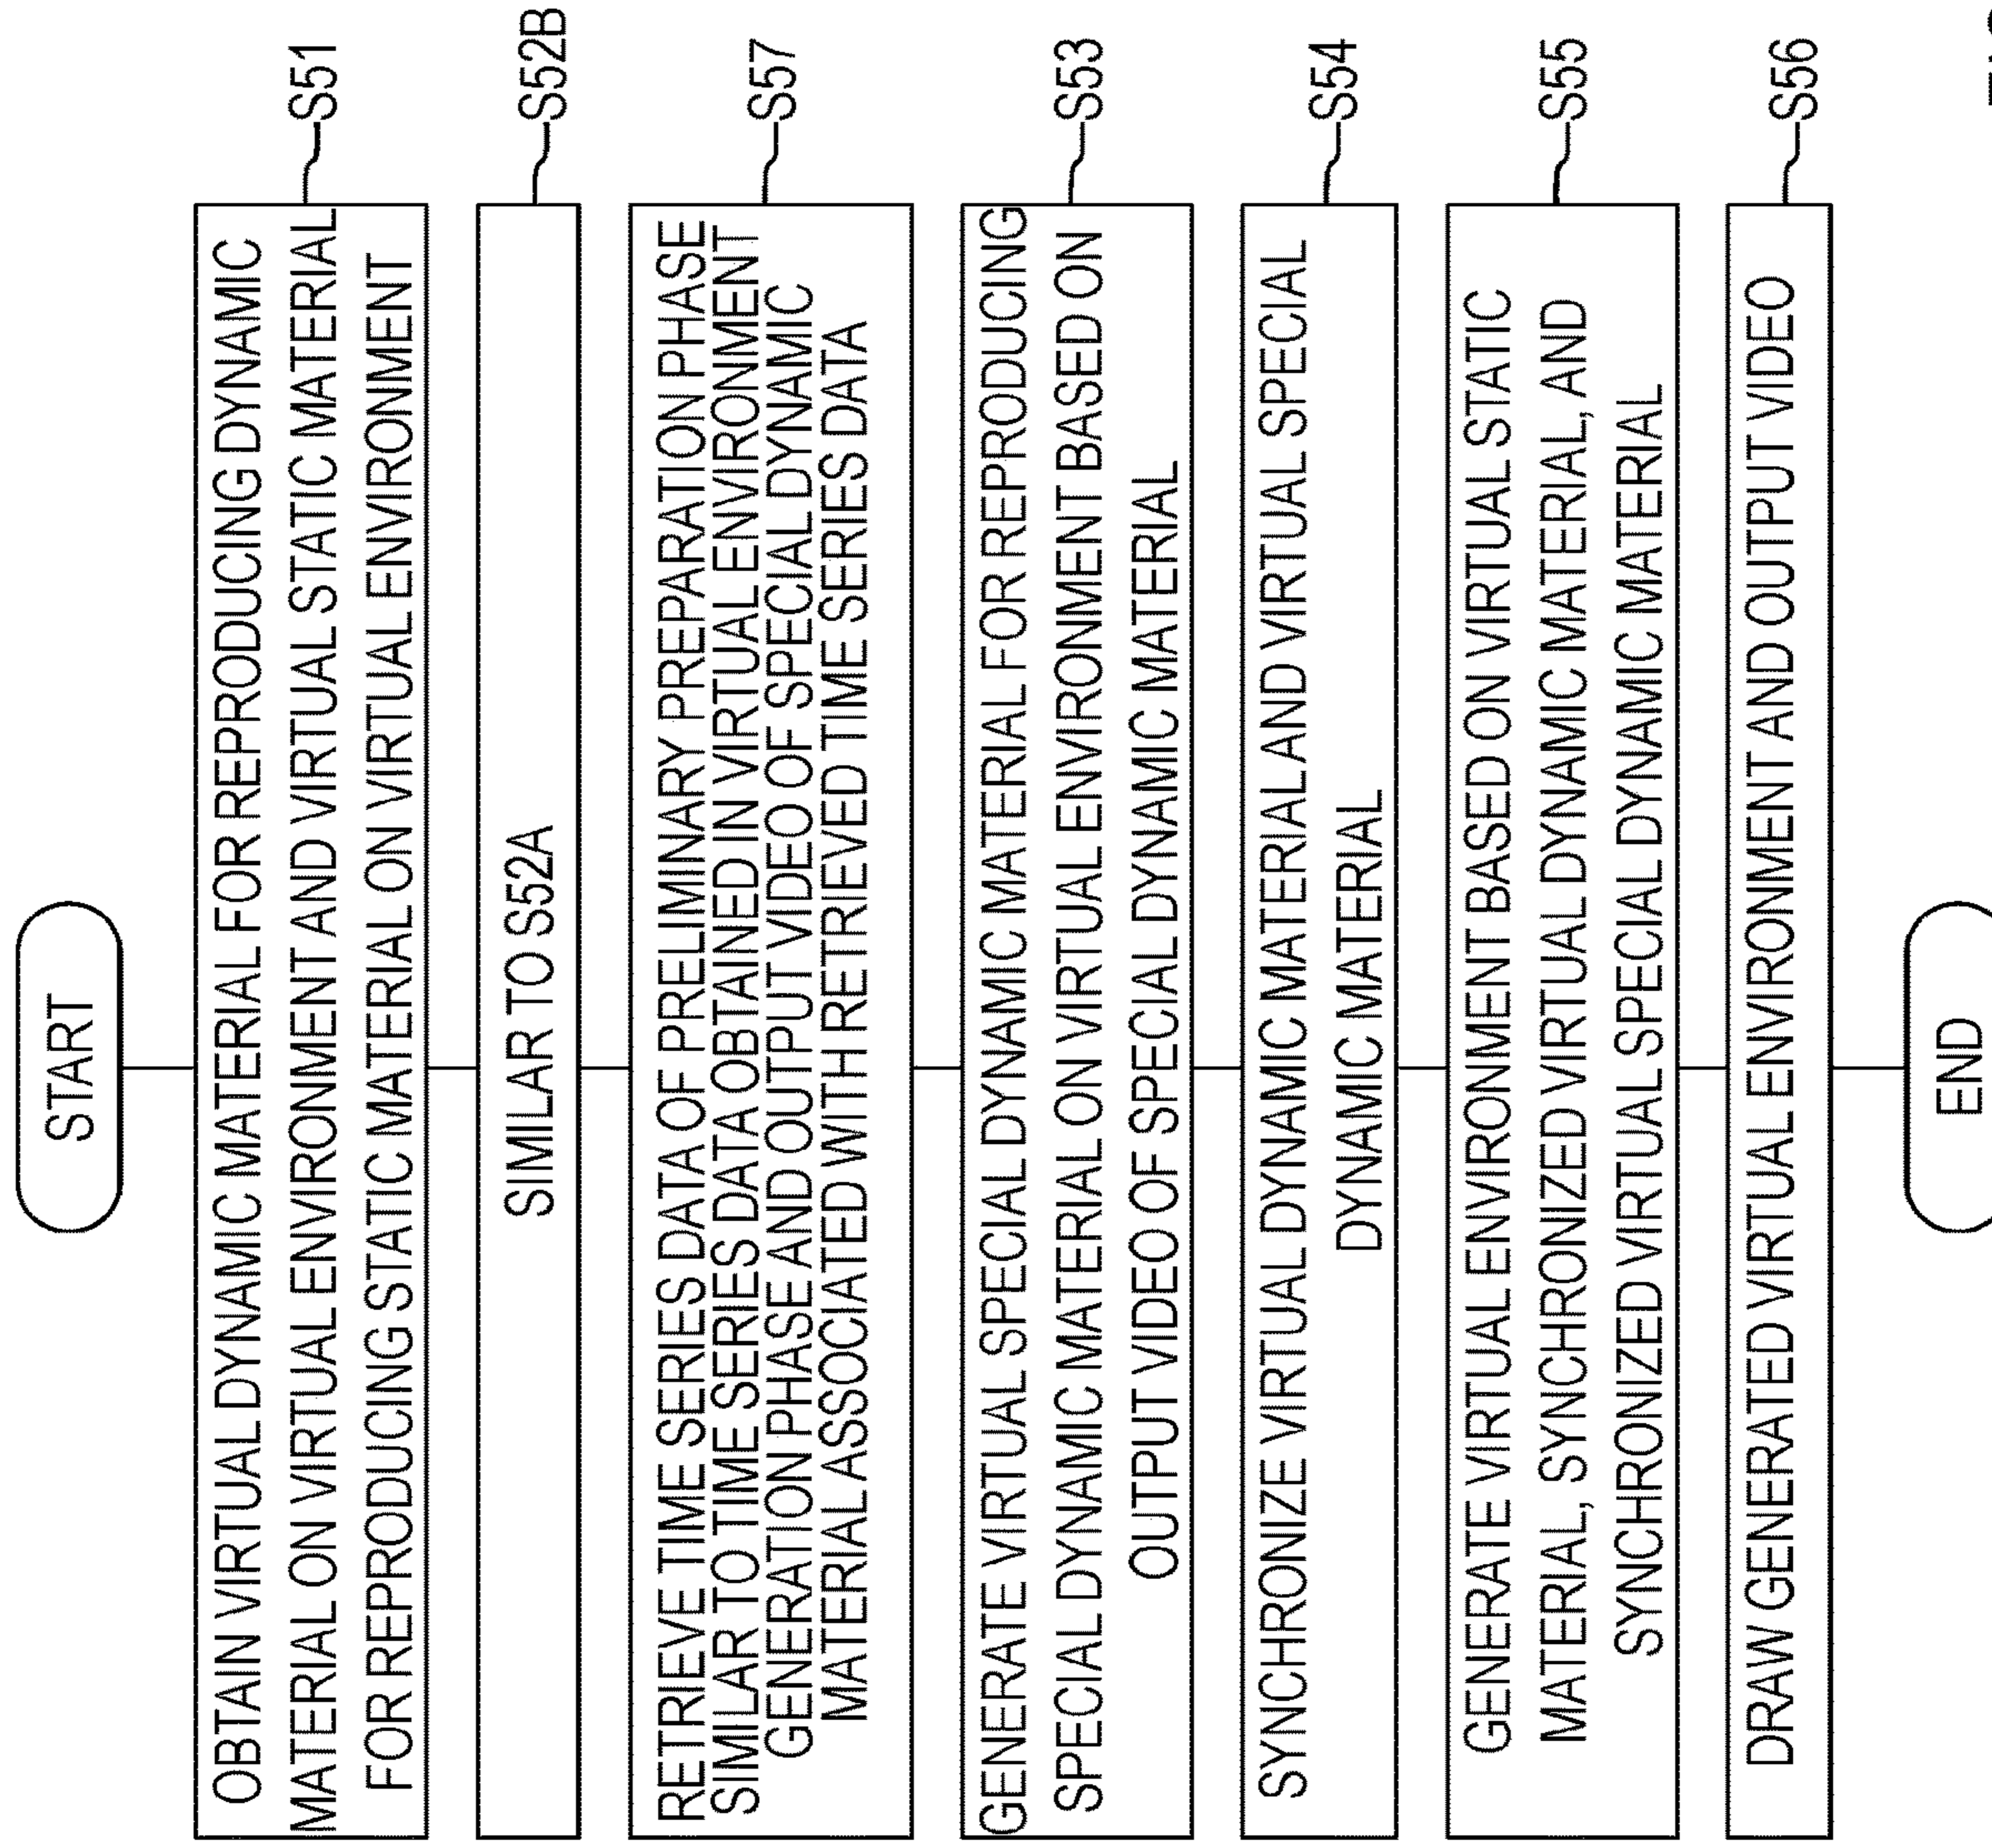 START
OBTAIN VIRTUAL DYNAMIC MATERIAL FOR REPRODUCING DYNAMIC
MATERIAL ON VIRTUAL ENVIRONMENT AND VIRTUAL STATIC MATERIAL
FOR REPRODUCING STATIC MATERIAL ON VIRTUAL ENVIRONMENT
S51
SIMILAR TO S52A
S52B
RETRIEVE TIME SERIES DATA OF PRELIMINARY PREPARATION PHASE
SIMILAR TO TIME SERIES DATA OBTAINED IN VIRTUAL ENVIRONMENT
GENERATION PHASE AND OUTPUT VIDEO OF SPECIAL DYNAMIC
MATERIAL ASSOCIATED WITH RETRIEVED TIME SERIES DATA
S57
GENERATE VIRTUAL SPECIAL DYNAMIC MATERIAL FOR REPRODUCING
SPECIAL DYNAMIC MATERIAL ON VIRTUAL ENVIRONMENT BASED ON
OUTPUT VIDEO OF SPECIAL DYNAMIC MATERIAL
S53
SYNCHRONIZE VIRTUAL DYNAMIC MATERIAL AND VIRTUAL SPECIAL
DYNAMIC MATERIAL
S54
GENERATE VIRTUAL ENVIRONMENT BASED ON VIRTUAL STATIC
MATERIAL, SYNCHRONIZED VIRTUAL DYNAMIC MATERIAL, AND
SYNCHRONIZED VIRTUAL SPECIAL DYNAMIC MATERIAL
S55
DRAW GENERATED VIRTUAL ENVIRONMENT AND OUTPUT VIDEO
S56
END